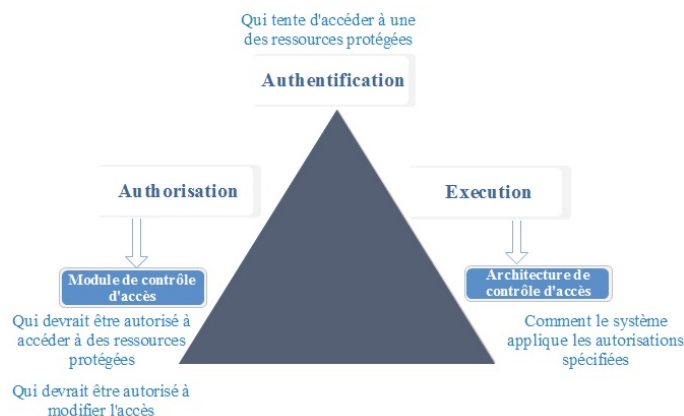 Qui tente d'accéder à une
des ressources protégées
Authentification
Authorisation
Execution
Module de contrôle
d'accès
Architecture de
contrôle d'accès
Qui devrait être autorisé à
accéder à des ressources
protégées
Comment le système
applique les autorisations
spécifiées
Qui devrait être autorisé à
modifier l'accès